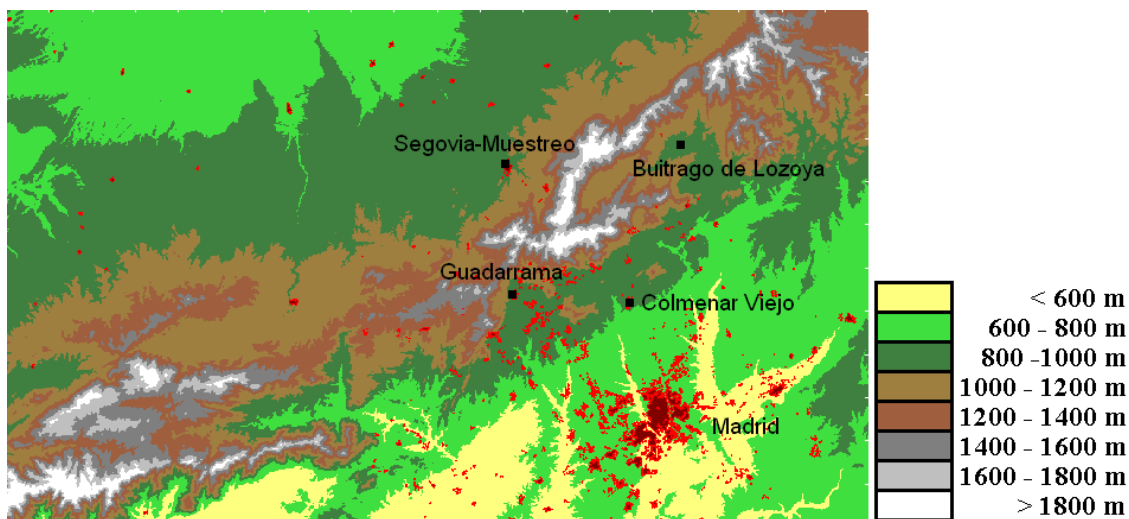 Segovia-Muestreo
Buitrago de Lozoya
Guadarrama
Colmenar Viejo
Madrid
< 600 m
600 - 800 m
800 -1000 m
1000 - 1200 m
1200 - 1400 m
1400 - 1600 m
1600 - 1800 m
> 1800 m